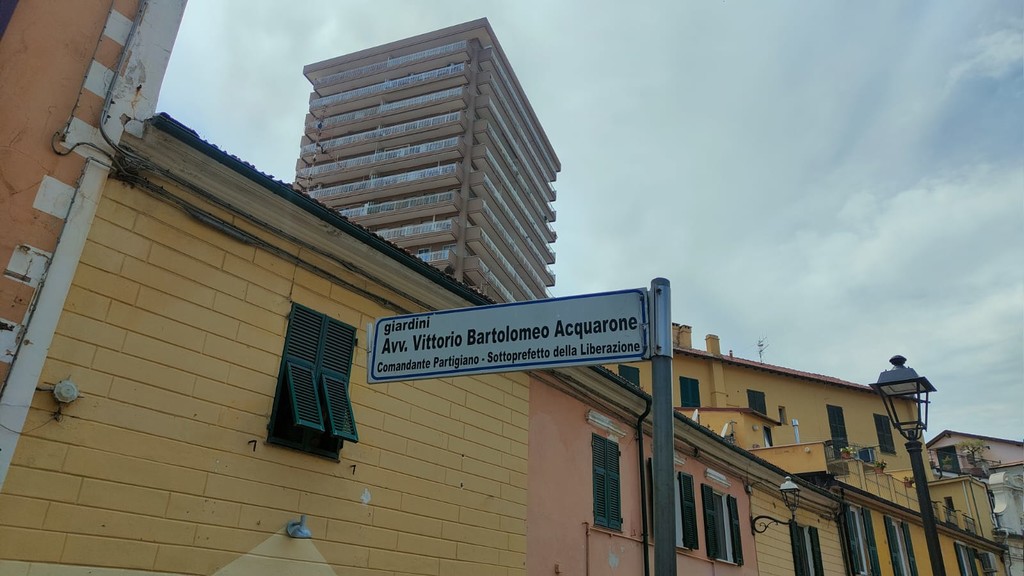 giardini
Avv. Vittorio Bartolomeo Acquarone
Comandante Partigiano - Sottoprefetto della Liberazione